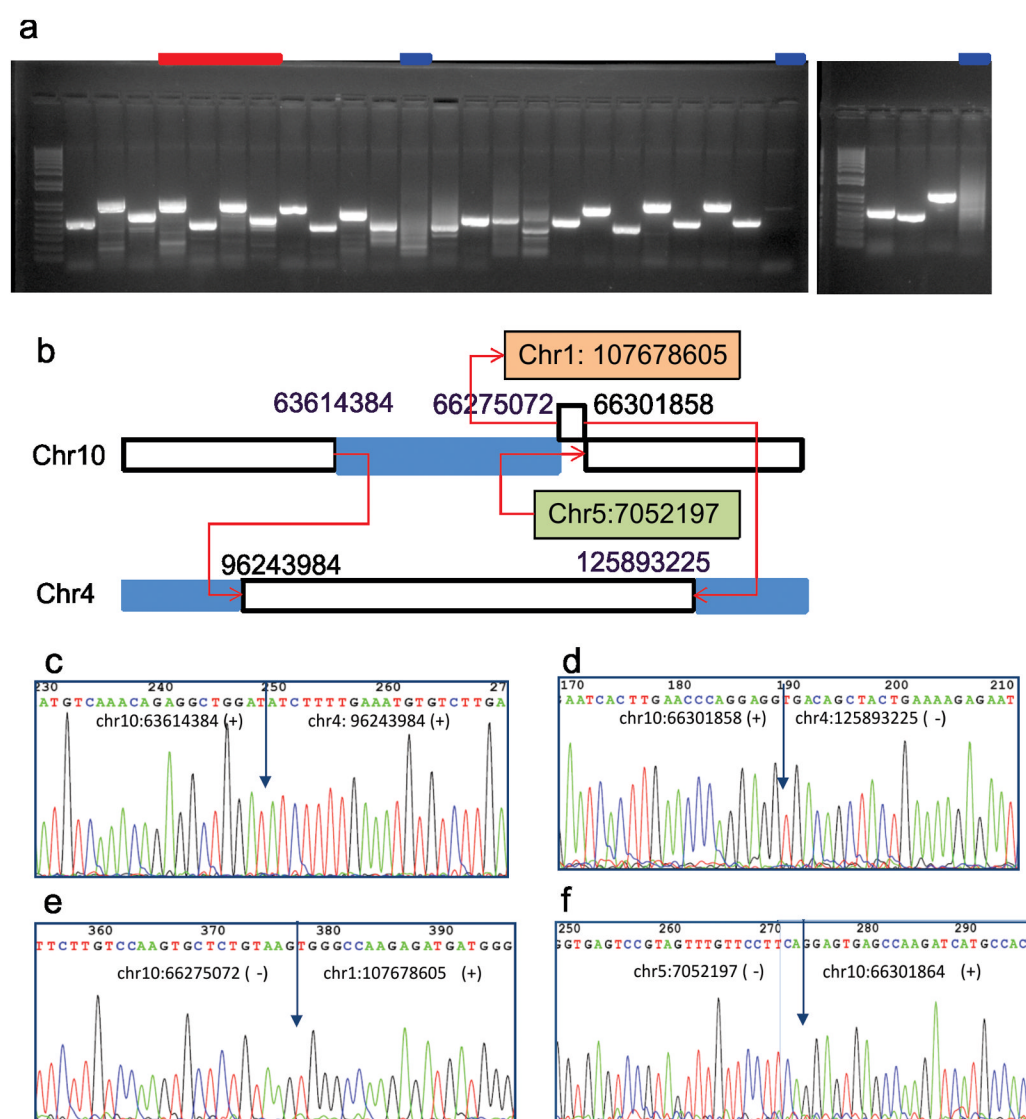 a
b
Chr1: 107678605
63614384 66275072 66301858
Chr10
Chr5:7052197
96243984 125893225
Chr4
c
230 240 250 260 27
ATGTCAAACAGAGGCTGGATATCTTTTGAAATGTGTCTTGA
chr10:63614384 (+) chr4: 96243984 (+)
d
170 180 190 200 210
GAATCACTTGAACCCAGGAGGTGACAGCTACTGAAAAGAGAAT
chr10:66301858 (+) chr4:125893225 ( -)
e
360 370 380 390
TTCTTGTCCAAGTGCTCTGTAAGTGGGCCAAGAGATGATGGG
chr10:66275072 ( -) chr1:107678605 (+)
f
250 260 270 280 290
GGTGAGTCCGTAGTTTGTTCCTTCAGGAGTGAGCCAAGATCATGCCAC
chr5:7052197 ( -) chr10:66301864 (+)